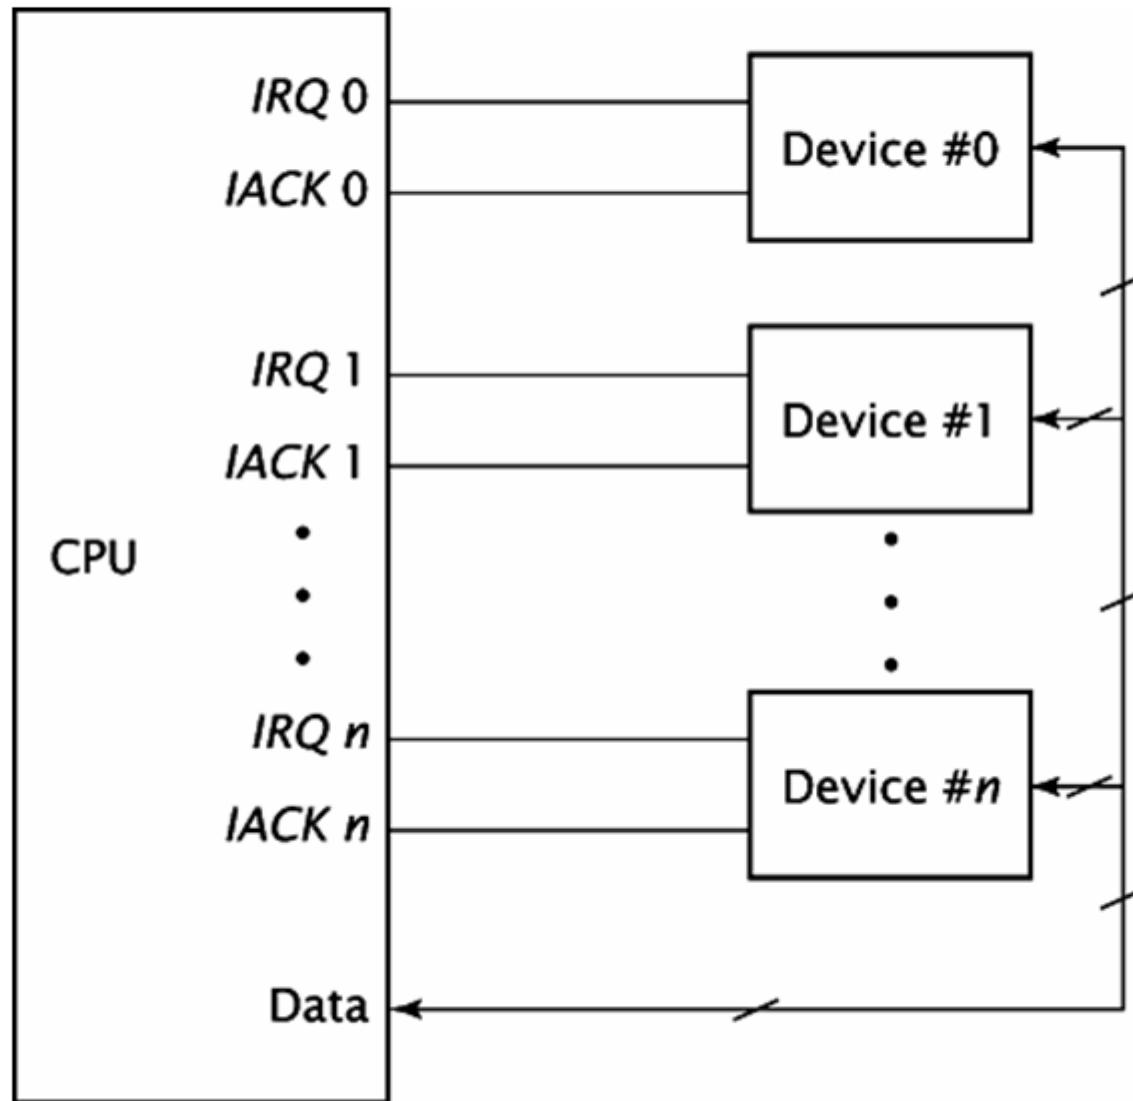 IRQ 0
Device #0
IACK 0
IRQ 1
Device #1
IACK 1
CPU
IRQ n
Device #n
IACK n
Data